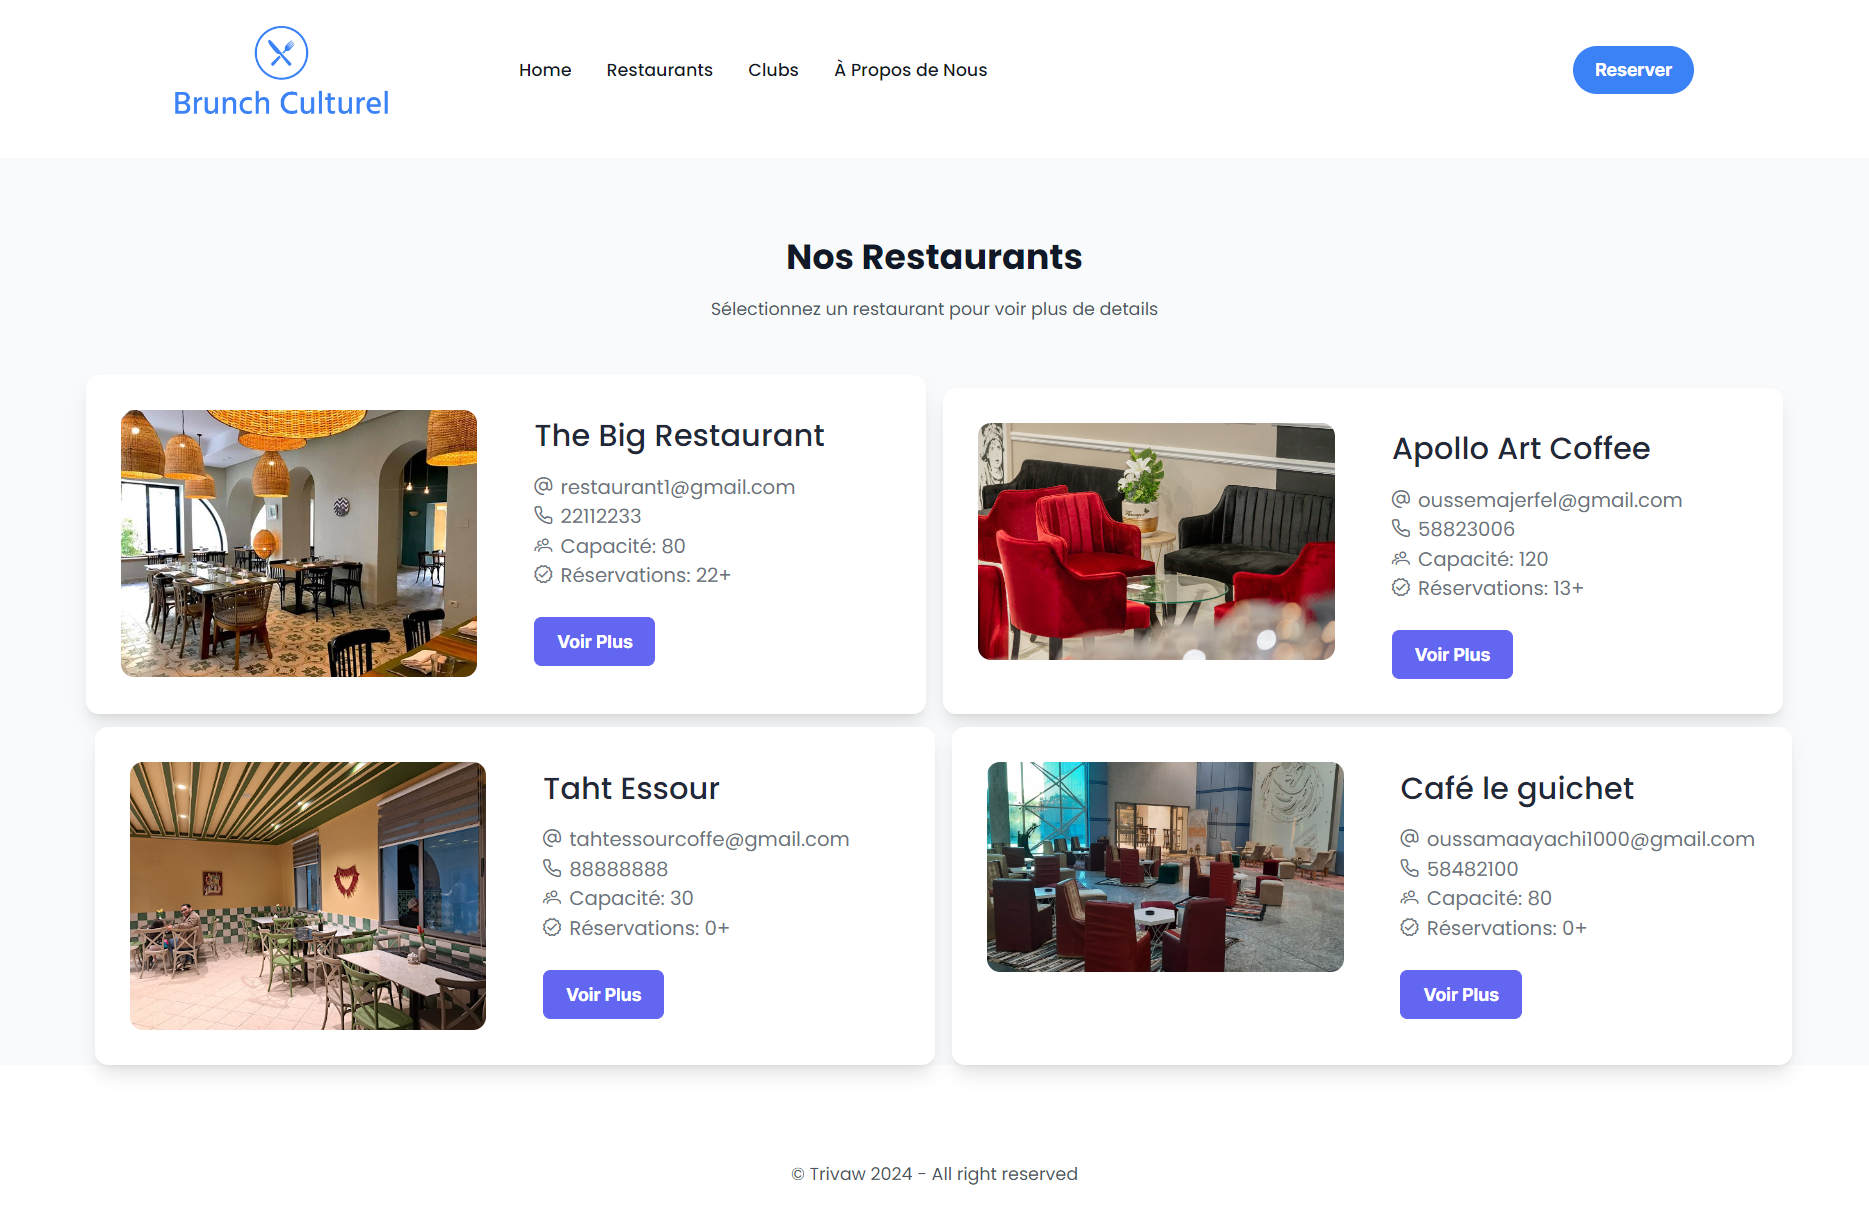 Brunch Culturel
Home
Restaurants
Clubs
À Propos de Nous
Reserver
Nos Restaurants
Sélectionnez un restaurant pour voir plus de details
The Big Restaurant
restaurant1@gmail.com
22112233
Capacité: 80
Réservations: 22+
Voir Plus
Apollo Art Coffee
oussemajerfel@gmail.com
58823006
Capacité: 120
Réservations: 13+
Voir Plus
Taht Essour
tahtessourcoffe@gmail.com
88888888
Capacité: 30
Réservations: 0+
Voir Plus
Café le guichet
oussamaayachi1000@gmail.com
58482100
Capacité: 80
Réservations: 0+
Voir Plus
© Trivaw 2024 - All right reserved